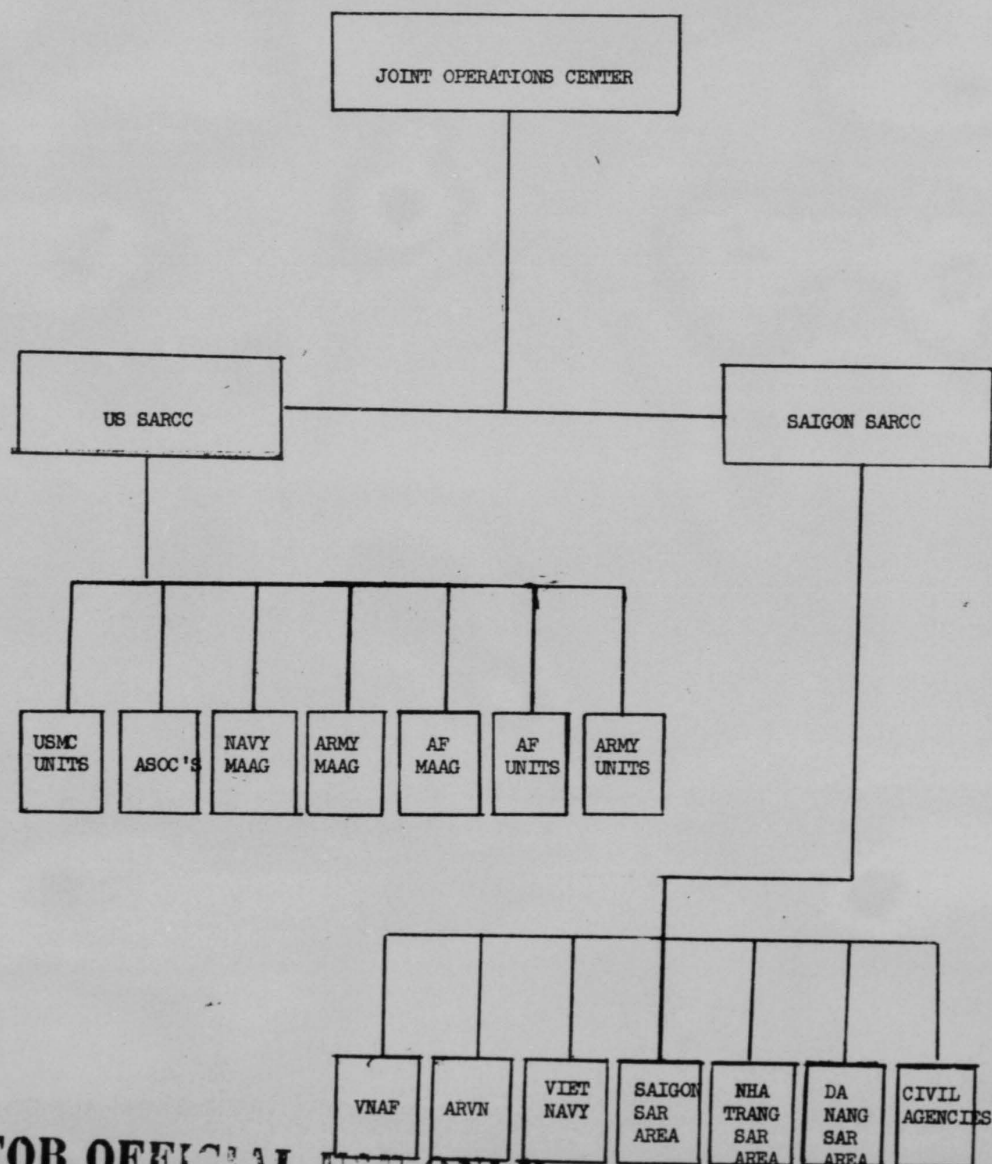 JOINT OPERATIONS CENTER
US SARCC
SAIGON SARCC
USMC
UNITS
ASOC'S
NAVY
MAAG
ARMY
MAAG
AF
MAAG
AF
UNITS
ARMY
UNITS
VNAF
ARVN
VIET
NAVY
SAIGON
SAR
AREA
NHA
TRANG
SAR
AREA
DA
NANG
SAR
AREA
CIVIL
AGENCIES
FOR OFFICIAL USE ONLY